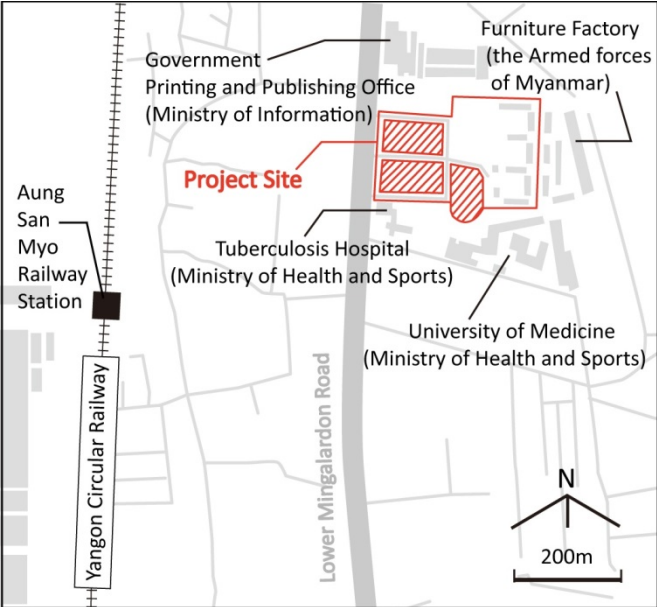 Government
Printing and Publishing Office
(Ministry of Information)
Furniture Factory
(the Armed forces
of Myanmar)
Project Site
Aung
San
Myo
Railway
Station
Tuberculosis Hospital
(Ministry of Health and Sports)
University of Medicine
(Ministry of Health and Sports)
Yangon Circular Railway
Lower Mingalardon Road
N
200m